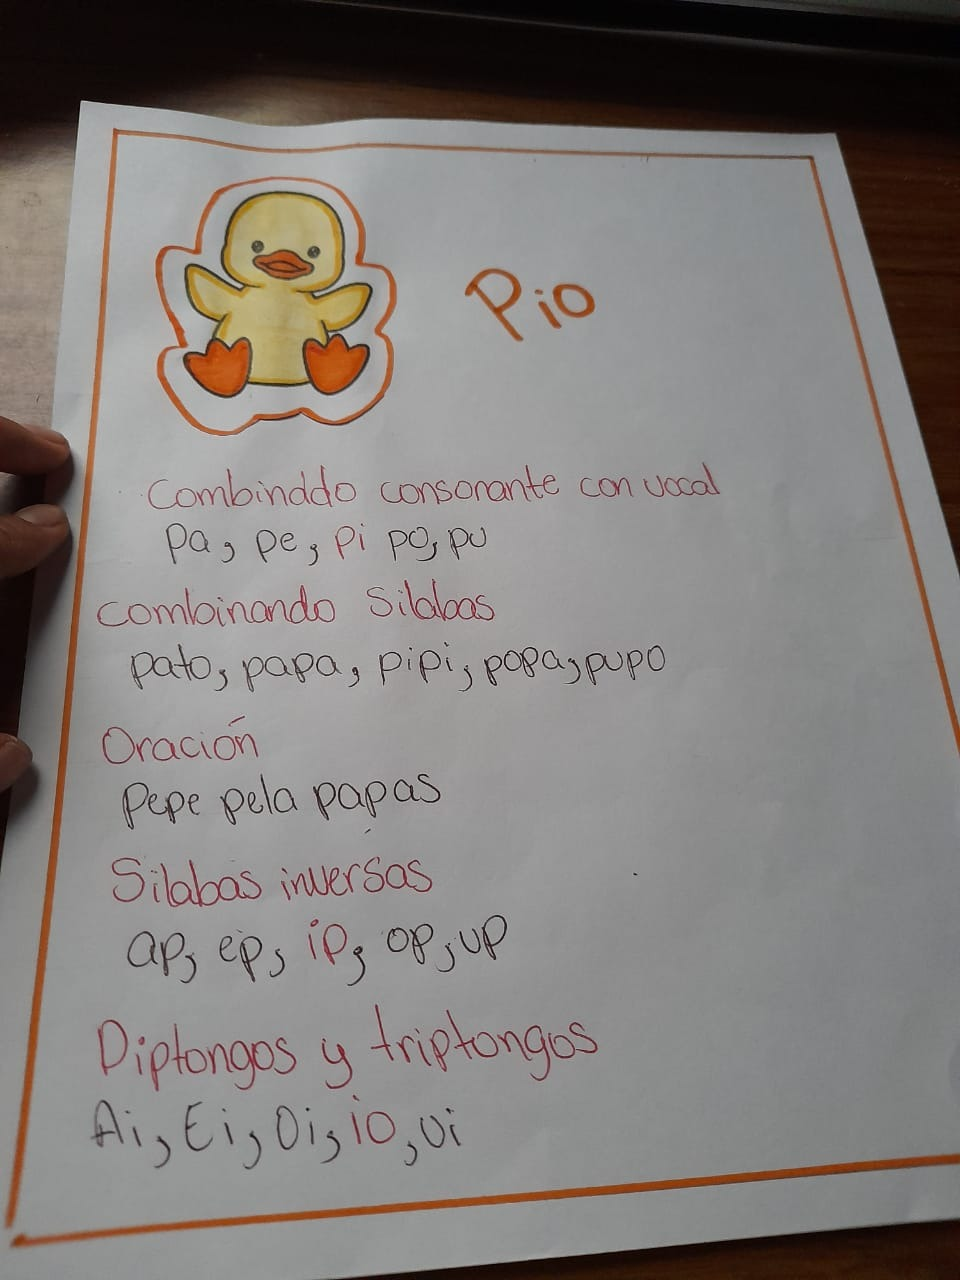 Pio
Combinddo consonante con vocal
pa, pe, pi po, pu
combinando Silabas
pato, papa, pipi, popa, pupo
Oración
pepe pela papas
Silabas inversas
ap, ep, ip, op, up
Diptongos y triptongos
Ai, Ei, Oi, io, Ui